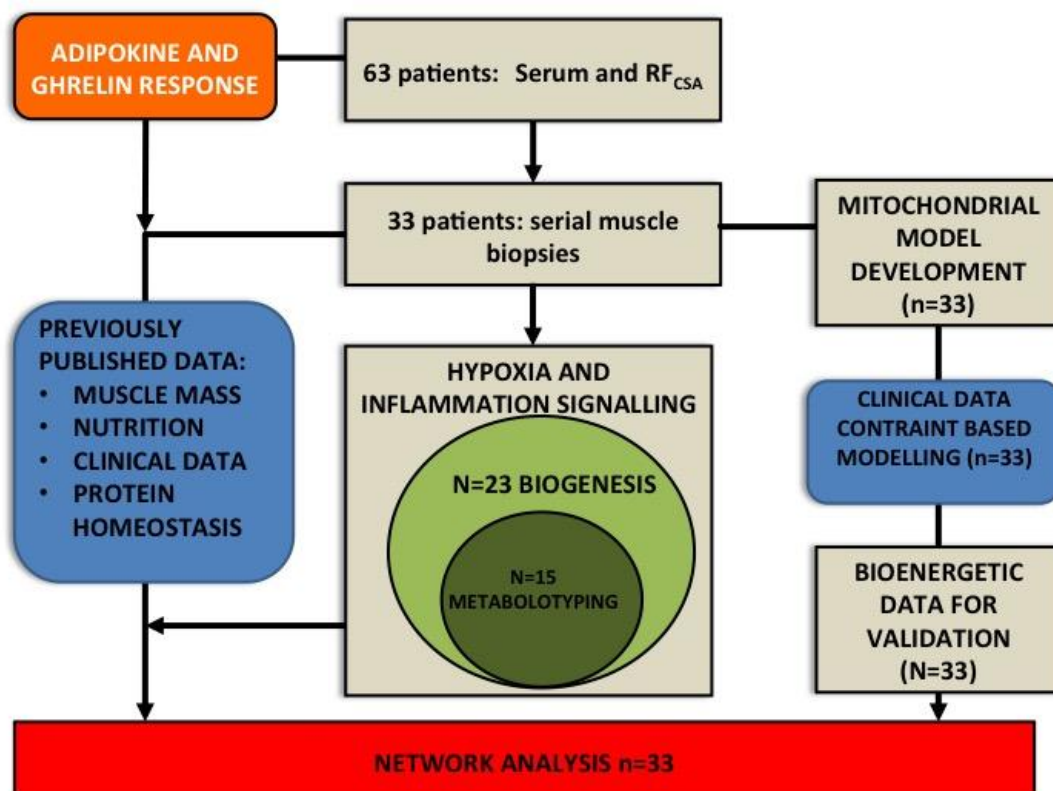 ADIPOKINE AND
GHRELIN RESPONSE
63 patients: Serum and RF_CSA
33 patients: serial muscle
biopsies
MITOCHONDRIAL
MODEL
DEVELOPMENT
(n=33)
PREVIOUSLY
PUBLISHED DATA:
• MUSCLE MASS
• NUTRITION
• CLINICAL DATA
• PROTEIN
HOMEOSTASIS
HYPOXIA AND
INFLAMMATION SIGNALLING
N=23 BIOGENESIS
N=15
METABOLOTYPING
CLINICAL DATA
CONTRAINT BASED
MODELLING (n=33)
BIOENERGETIC
DATA FOR
VALIDATION
(N=33)
NETWORK ANALYSIS n=33